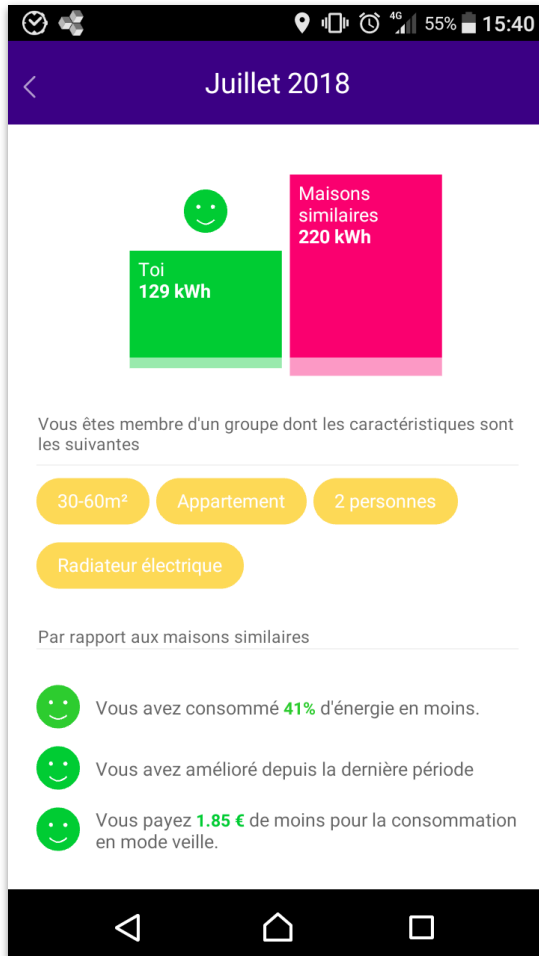 4G 55% 15:40
Juillet 2018
Maisons
similaires
220 kWh
Toi
129 kWh
Vous êtes membre d'un groupe dont les caractéristiques sont
les suivantes
30-60m² Appartement 2 personnes
Radiateur électrique
Par rapport aux maisons similaires
Vous avez consommé 41% d'énergie en moins.
Vous avez amélioré depuis la dernière période
Vous payez 1.85 € de moins pour la consommation
en mode veille.